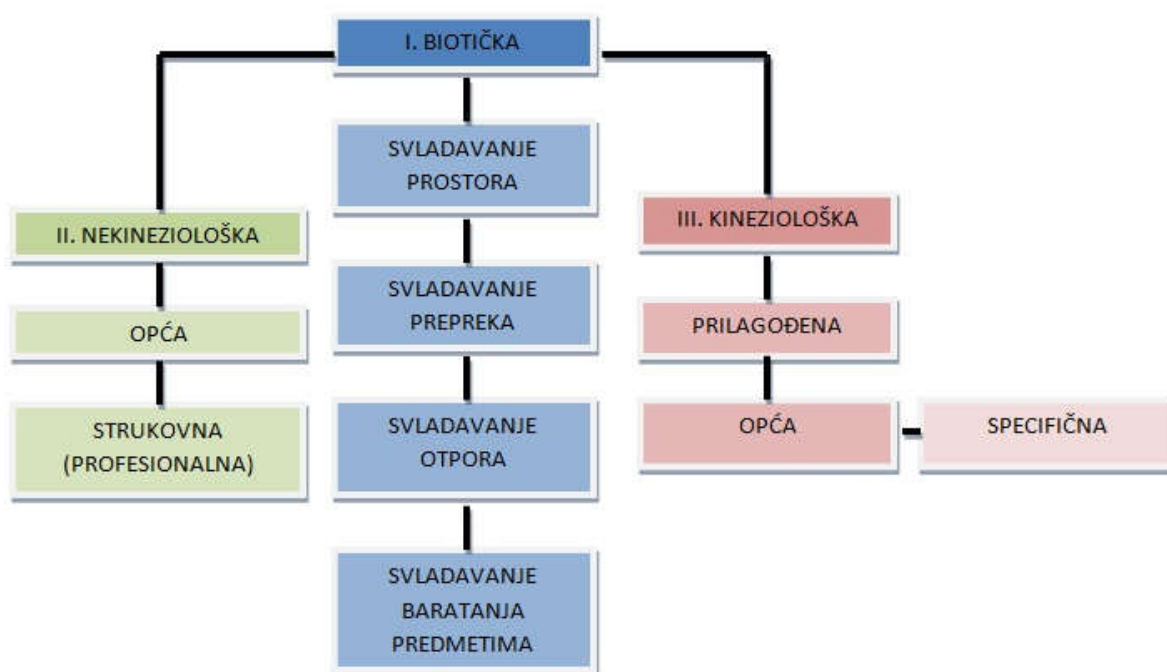 I. BIOTIČKA
SVLADAVANJE
PROSTORA
II. NEKINEZIOLOŠKA
III. KINEZIOLOŠKA
SVLADAVANJE
PREPREKA
OPĆA
PRILAGOĐENA
STRUKOVNA
(PROFESIONALNA)
SVLADAVANJE
OTPORA
OPĆA
SPECIFIČNA
SVLADAVANJE
BARATANJA
PREDMETIMA